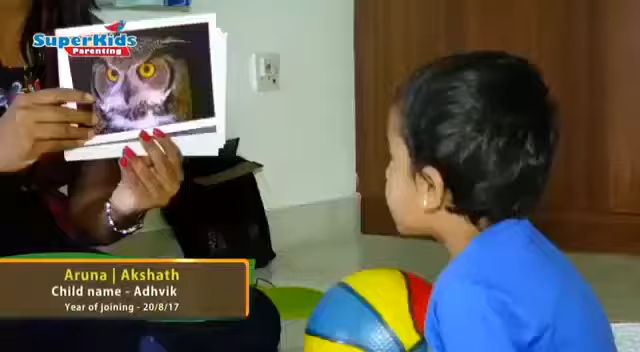 SuperKids
Parenting
Aruna | Akshath
Child name - Adhvik
Year of joining - 20/8/17